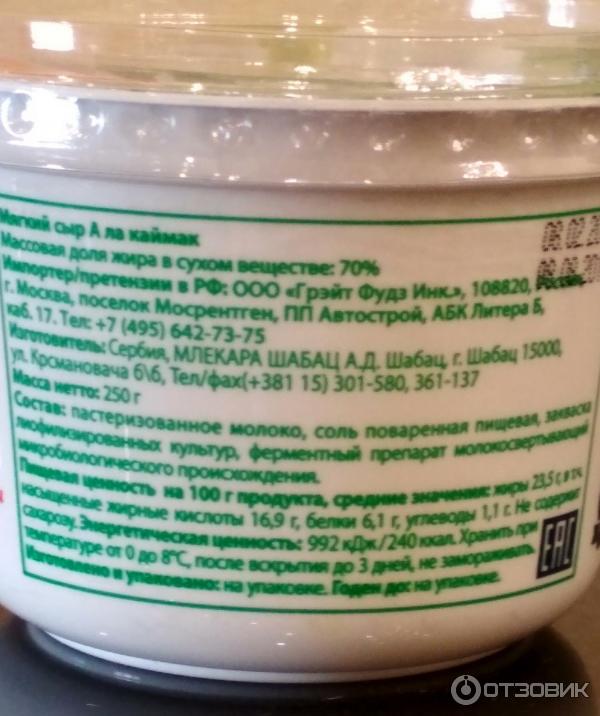 Мягкий сыр А ла каймак
Массовая доля жира в сухом веществе: 70%
Импортер/претензии в РФ: ООО «Грэйт Фудз Инк.», 108820, Россия,
г. Москва, поселок Мосрентген, ПП Автострой, АБК Литера Б,
каб. 17. Тел: +7 (495) 642-73-75
Изготовитель: Сербия, МЛЕКАРА ШАБАЦ А.Д. Шабац, г. Шабац 15000,
ул. Крсмановача б\б, Тел/факс(+381 15) 301-580, 361-137
Масса нетто: 250 г
Состав: пастеризованное молоко, соль поваренная пищевая, закваска
лиофилизированных культур, ферментный препарат молокосвертывающий
микробиологического происхождения.
Пищевая ценность на 100 г продукта, средние значения: жиры 23,5 г, в т.ч.
насыщенные жирные кислоты 16,9 г, белки 6,1 г, углеводы 1,1 г. Не содержит
сахарозу. Энергетическая ценность: 992 кДж/240 ккал. Хранить при
температуре от 0 до 8°С, после вскрытия до 3 дней, не замораживать.
Изготовлено и упаковано: на упаковке. Годен до: на упаковке.
EAC
ОТЗОВИК